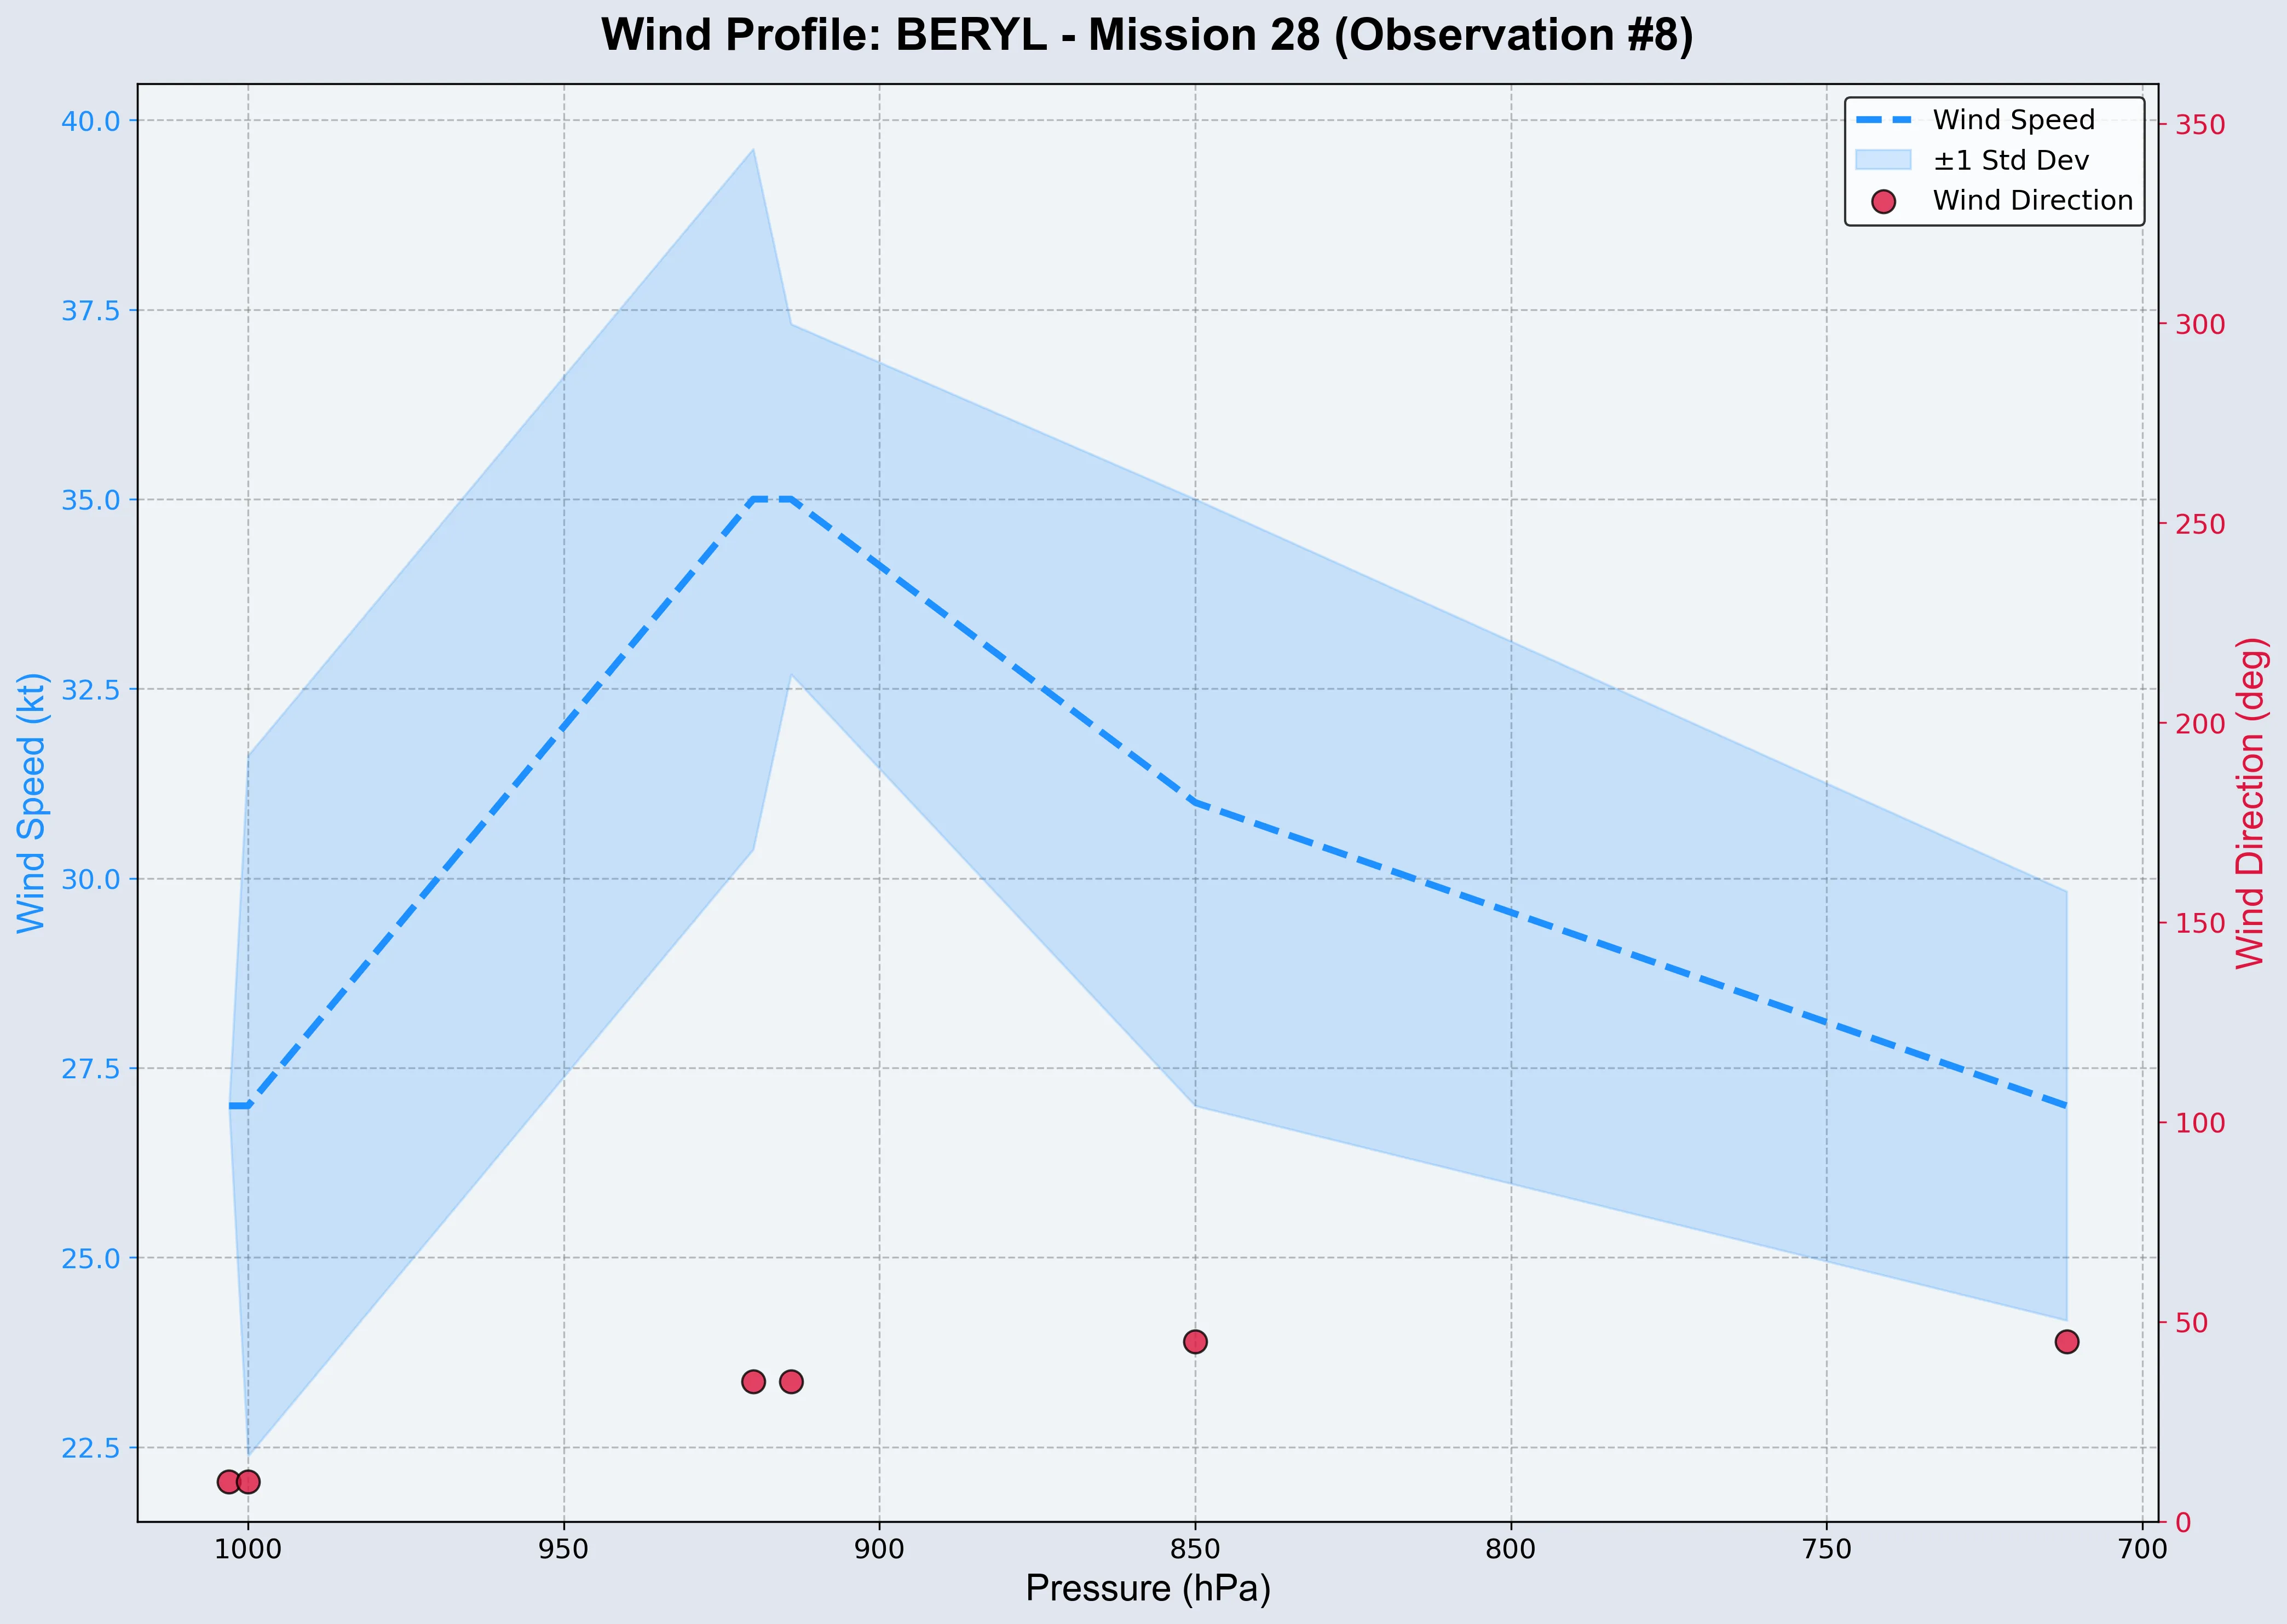 Wind Profile: BERYL - Mission 28 (Observation #8)
Wind Speed
±1 Std Dev
Wind Direction
40.0
37.5
35.0
32.5
30.0
27.5
25.0
22.5
Wind Speed (kt)
350
300
250
200
150
100
50
0
Wind Direction (deg)
1000 950 900 850 800 750 700
Pressure (hPa)